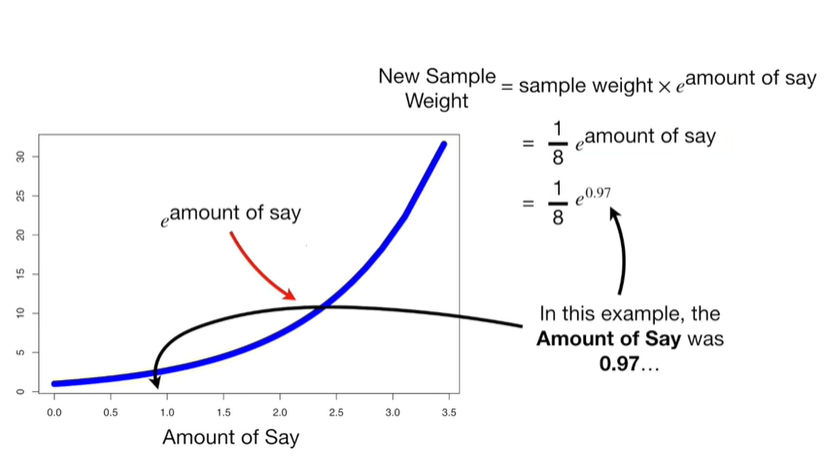 New Sample Weight = sample weight × e^amount of say
= 1/8 e^amount of say
= 1/8 e^0.97
e^amount of say
In this example, the
Amount of Say was
0.97...
30
25
20
15
10
5
0
0.0 0.5 1.0 1.5 2.0 2.5 3.0 3.5
Amount of Say